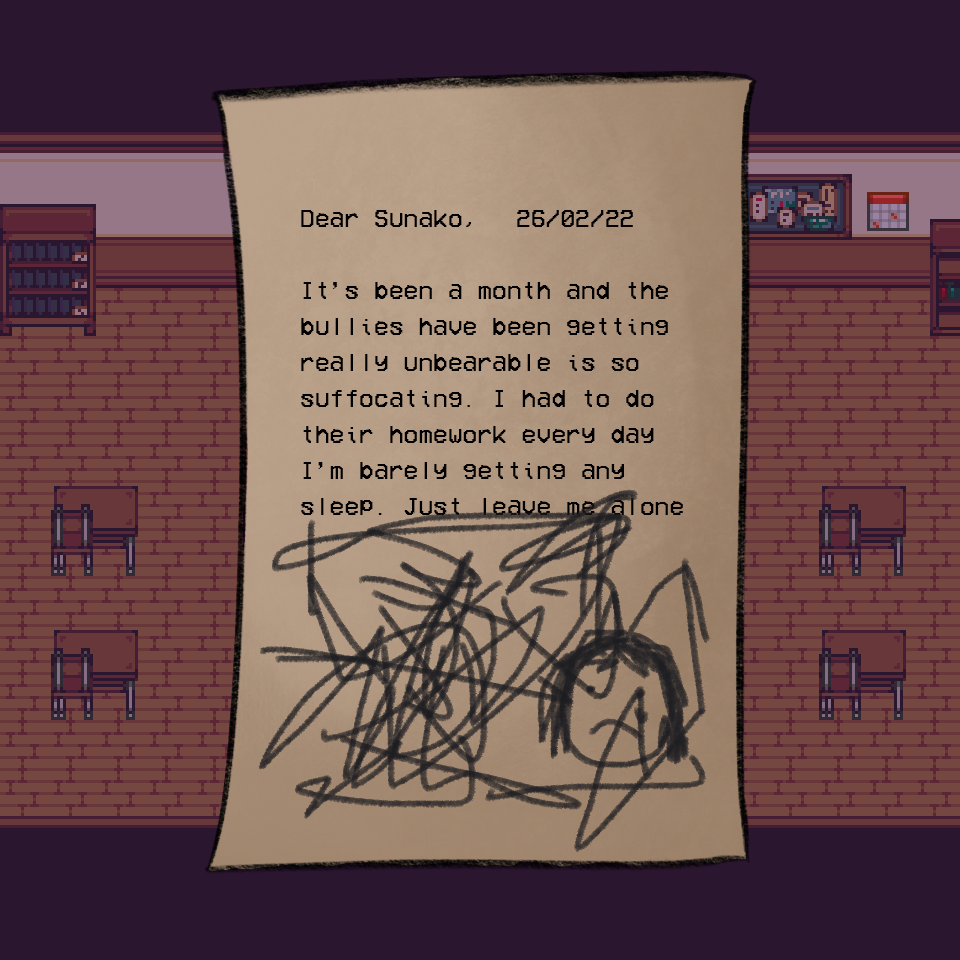 Dear Sunako,   26/02/22
It's been a month and the
bullies have been getting
really unbearable is so
suffocating. I had to do
their homework every day
I'm barely getting any
sleep. Just leave me alone